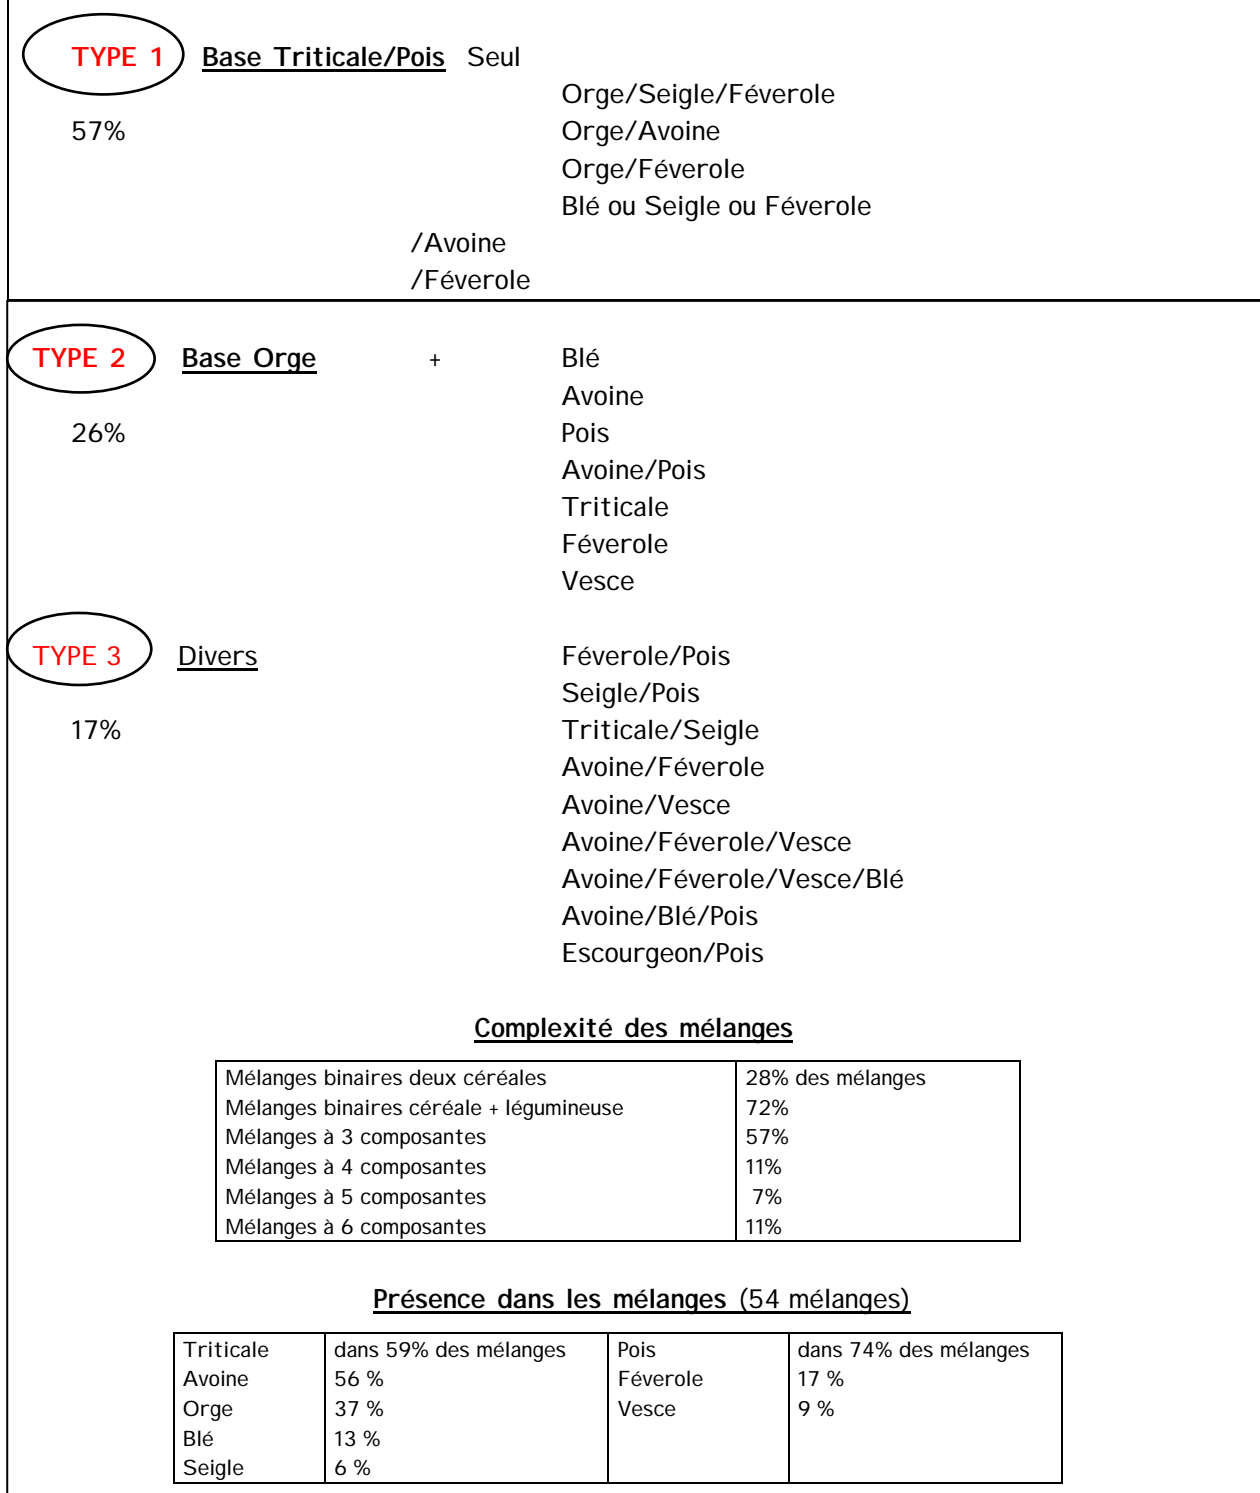 TYPE 1 Base Triticale/Pois Seul
Orge/Seigle/Féverole
57% Orge/Avoine
Orge/Féverole
Blé ou Seigle ou Féverole
/Avoine
/Féverole
TYPE 2 Base Orge + Blé
Avoine
26% Pois
Avoine/Pois
Triticale
Féverole
Vesce
TYPE 3 Divers Féverole/Pois
Seigle/Pois
17% Triticale/Seigle
Avoine/Féverole
Avoine/Vesce
Avoine/Féverole/Vesce
Avoine/Féverole/Vesce/Blé
Avoine/Blé/Pois
Escourgeon/Pois
Complexité des mélanges
Mélanges binaires deux céréales 28% des mélanges
Mélanges binaires céréale + légumineuse 72%
Mélanges à 3 composantes 57%
Mélanges à 4 composantes 11%
Mélanges à 5 composantes 7%
Mélanges à 6 composantes 11%
Présence dans les mélanges (54 mélanges)
Triticale dans 59% des mélanges Pois dans 74% des mélanges
Avoine 56 % Féverole 17 %
Orge 37 % Vesce 9 %
Blé 13 %
Seigle 6 %